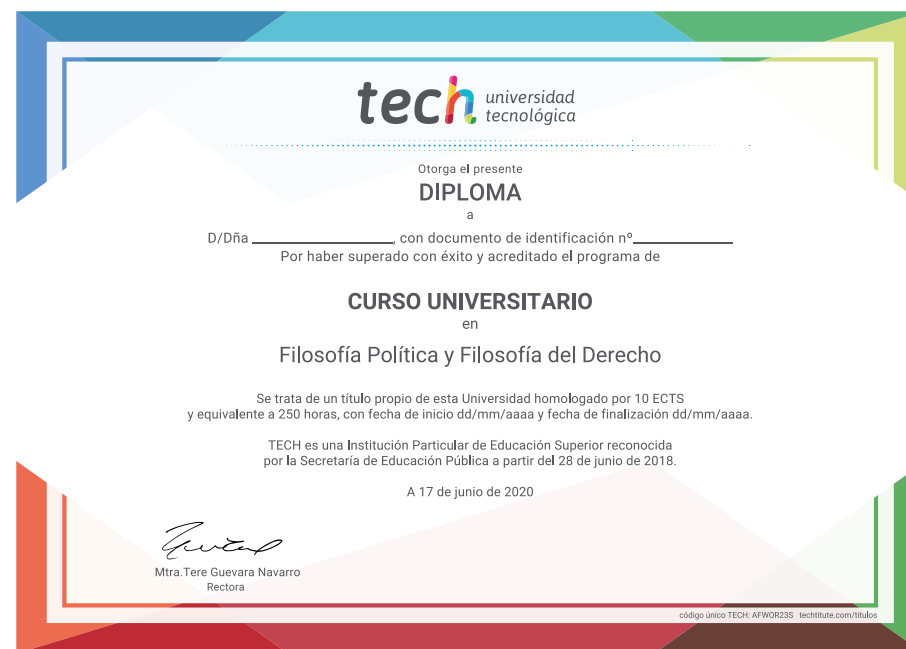 tech universidad
tecnológica
Otorga el presente
DIPLOMA
a
D/Dña ____________________, con documento de identificación nº______________
Por haber superado con éxito y acreditado el programa de
CURSO UNIVERSITARIO
en
Filosofía Política y Filosofía del Derecho
Se trata de un título propio de esta Universidad homologado por 10 ECTS
y equivalente a 250 horas, con fecha de inicio dd/mm/aaaa y fecha de finalización dd/mm/aaaa.
TECH es una Institución Particular de Educación Superior reconocida
por la Secretaría de Educación Pública a partir del 28 de junio de 2018.
A 17 de junio de 2020
Mtra.Tere Guevara Navarro
Rectora
código único TECH: AFWOR23S techtitute.com/titulos